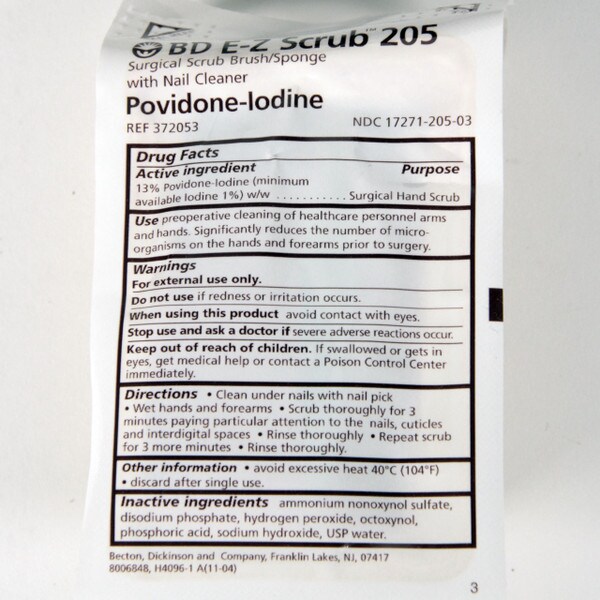 BD E-Z Scrub™ 205
Surgical Scrub Brush/Sponge
with Nail Cleaner
Povidone-Iodine
REF 372053 NDC 17271-205-03
Drug Facts
Active ingredient Purpose
13% Povidone-Iodine (minimum
available Iodine 1%) w/w ........... Surgical Hand Scrub
Use preoperative cleaning of healthcare personnel arms
and hands. Significantly reduces the number of micro-
organisms on the hands and forearms prior to surgery.
Warnings
For external use only.
Do not use if redness or irritation occurs.
When using this product avoid contact with eyes.
Stop use and ask a doctor if severe adverse reactions occur.
Keep out of reach of children. If swallowed or gets in
eyes, get medical help or contact a Poison Control Center
immediately.
Directions • Clean under nails with nail pick
• Wet hands and forearms • Scrub thoroughly for 3
minutes paying particular attention to the nails, cuticles
and interdigital spaces • Rinse thoroughly • Repeat scrub
for 3 more minutes • Rinse thoroughly.
Other information • avoid excessive heat 40°C (104°F)
• discard after single use.
Inactive ingredients ammonium nonoxynol sulfate,
disodium phosphate, hydrogen peroxide, octoxynol,
phosphoric acid, sodium hydroxide, USP water.
Becton, Dickinson and Company, Franklin Lakes, NJ, 07417
8006848, H4096-1 A(11-04)
3